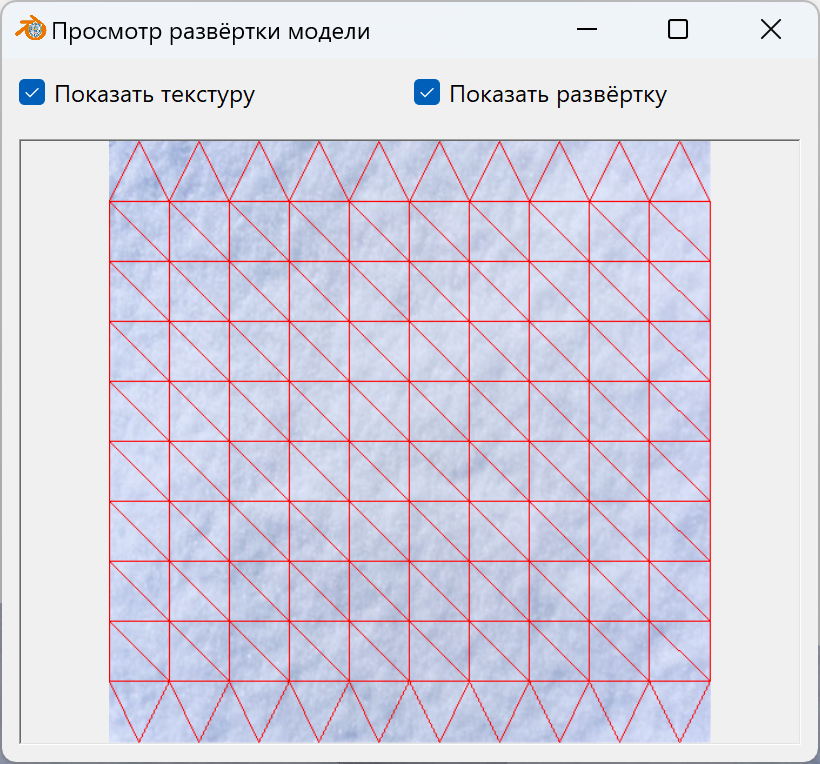 Просмотр развёртки модели
Показать текстуру
Показать развёртку